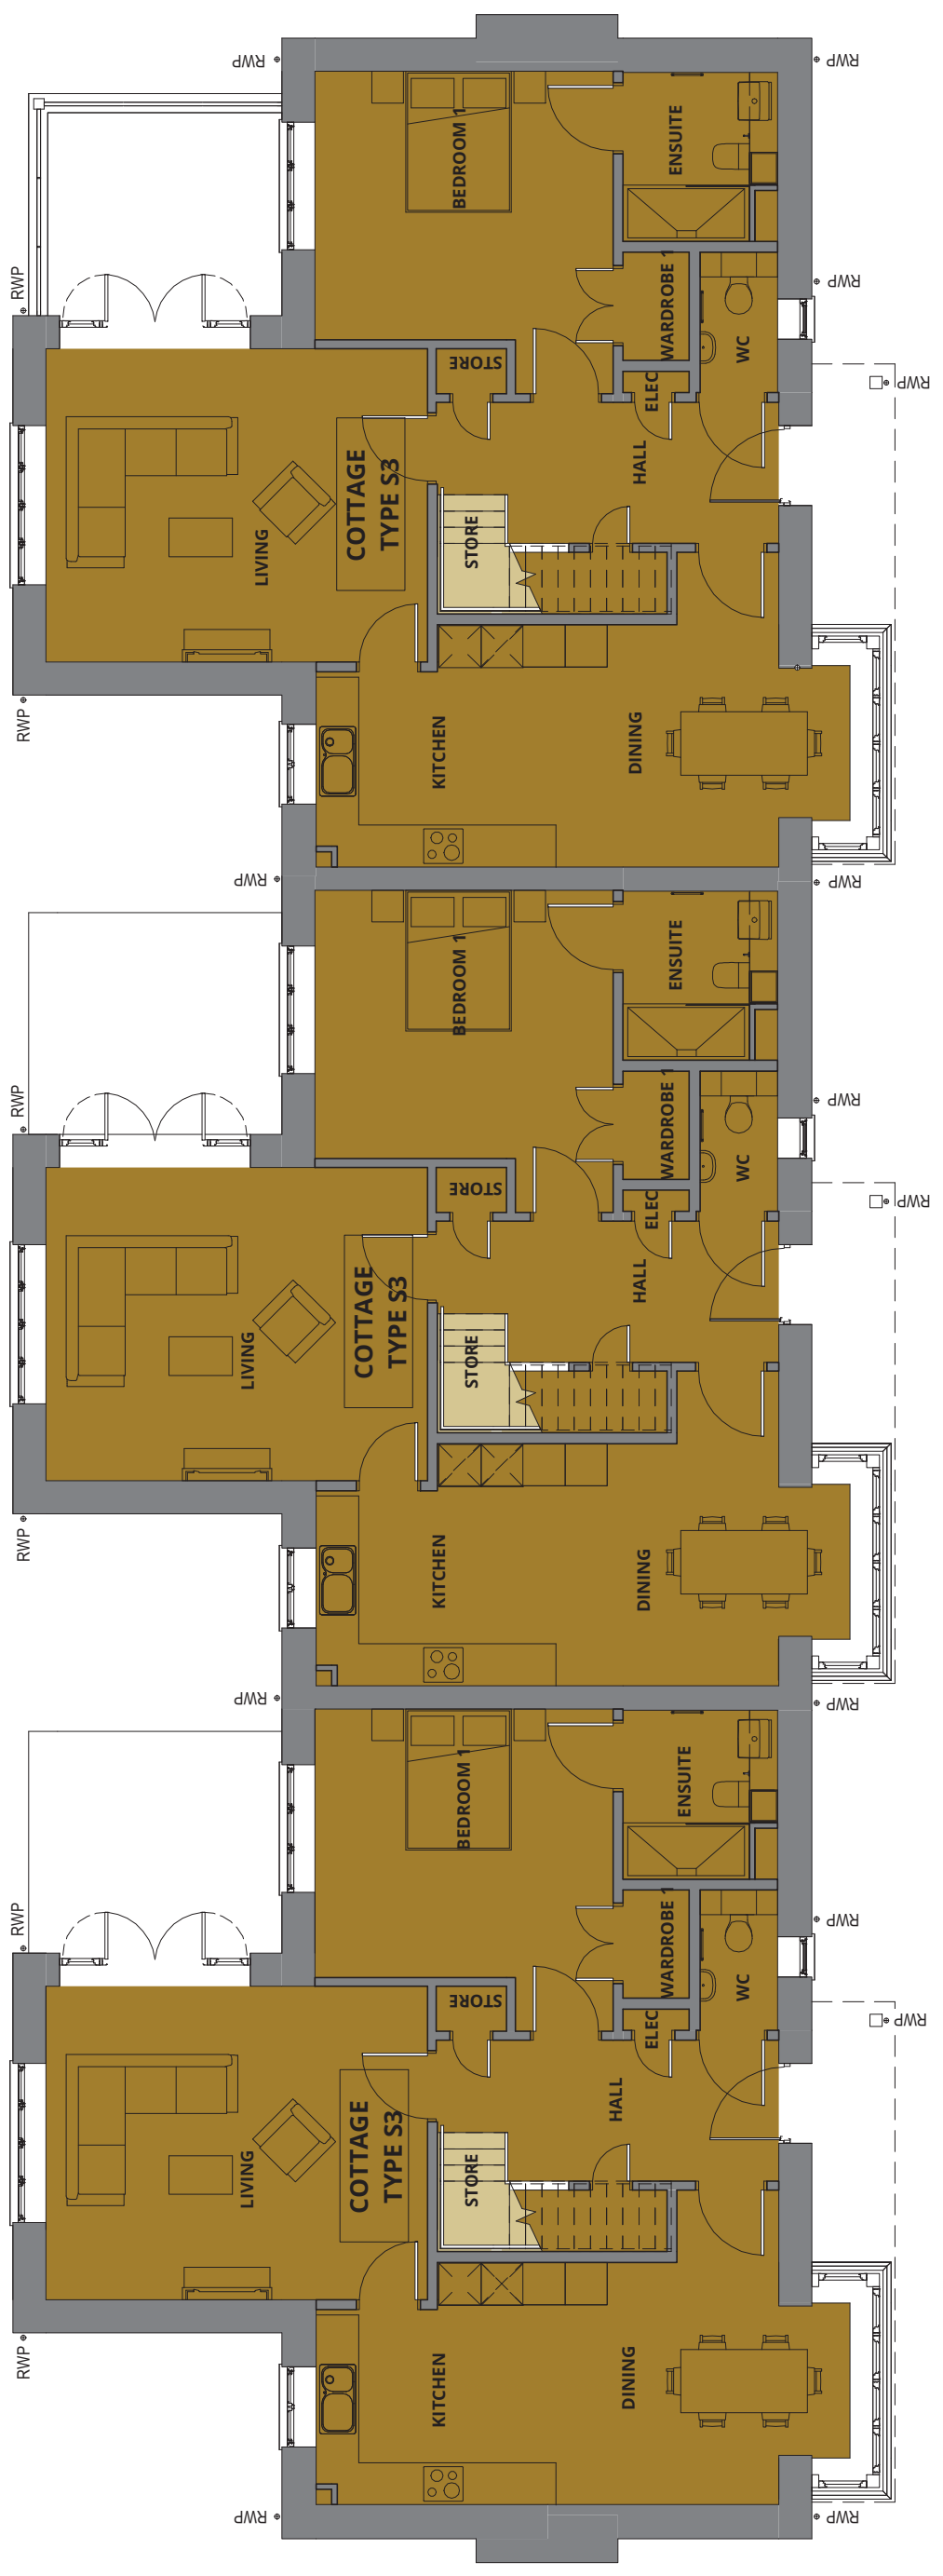 RWP
RWP
BEDROOM 1
ENSUITE
RWP
RWP
STORE
WARDROBE 1
WC
ELEC
RWP
HALL
COTTAGE
TYPE S3
LIVING
STORE
RWP
KITCHEN
DINING
RWP
RWP
BEDROOM 1
ENSUITE
RWP
RWP
STORE
WARDROBE 1
WC
ELEC
RWP
HALL
COTTAGE
TYPE S3
LIVING
STORE
RWP
KITCHEN
DINING
RWP
RWP
BEDROOM 1
ENSUITE
RWP
RWP
STORE
WARDROBE 1
WC
ELEC
RWP
HALL
COTTAGE
TYPE S3
LIVING
STORE
RWP
KITCHEN
DINING
RWP
RWP